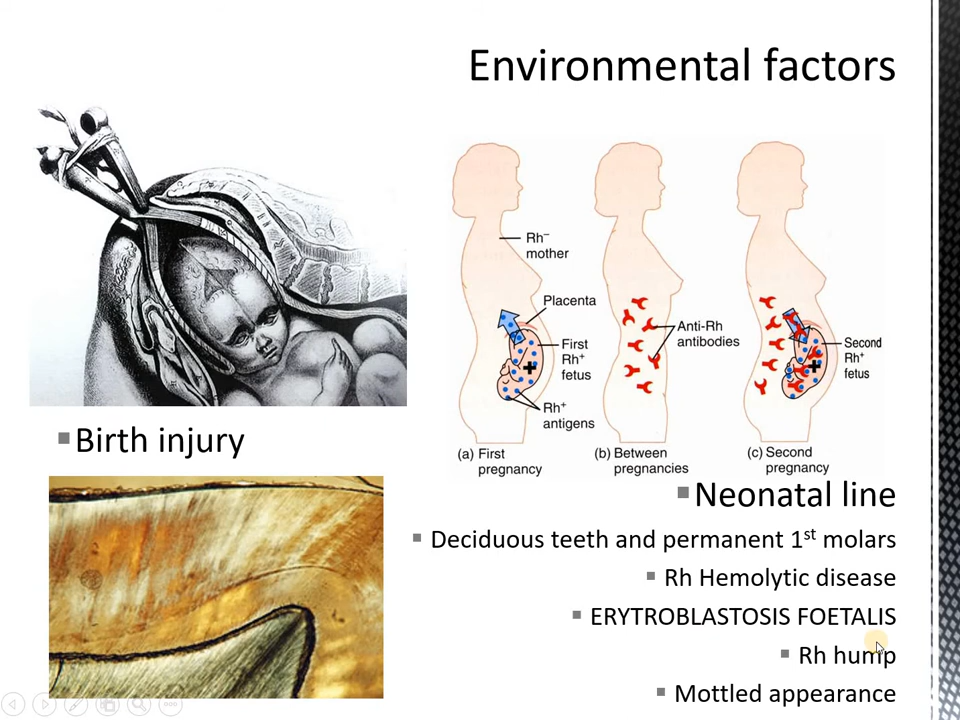 Environmental factors
Rh− mother
Placenta
First Rh+ fetus
Rh+ antigens
Anti-Rh antibodies
Second Rh+ fetus
(a) First pregnancy
(b) Between pregnancies
(c) Second pregnancy
Birth injury
Neonatal line
Deciduous teeth and permanent 1st molars
Rh Hemolytic disease
ERYTROBLASTOSIS FOETALIS
Rh hump
Mottled appearance